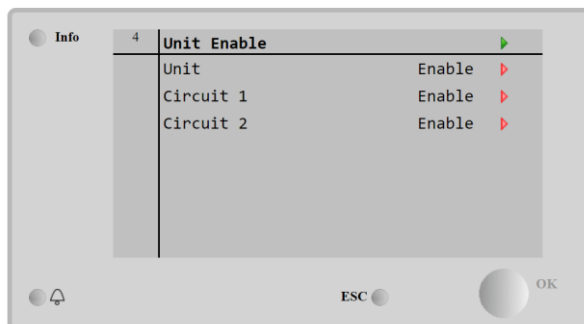 Info
4 Unit Enable
Unit Enable
Circuit 1 Enable
Circuit 2 Enable
ESC
OK